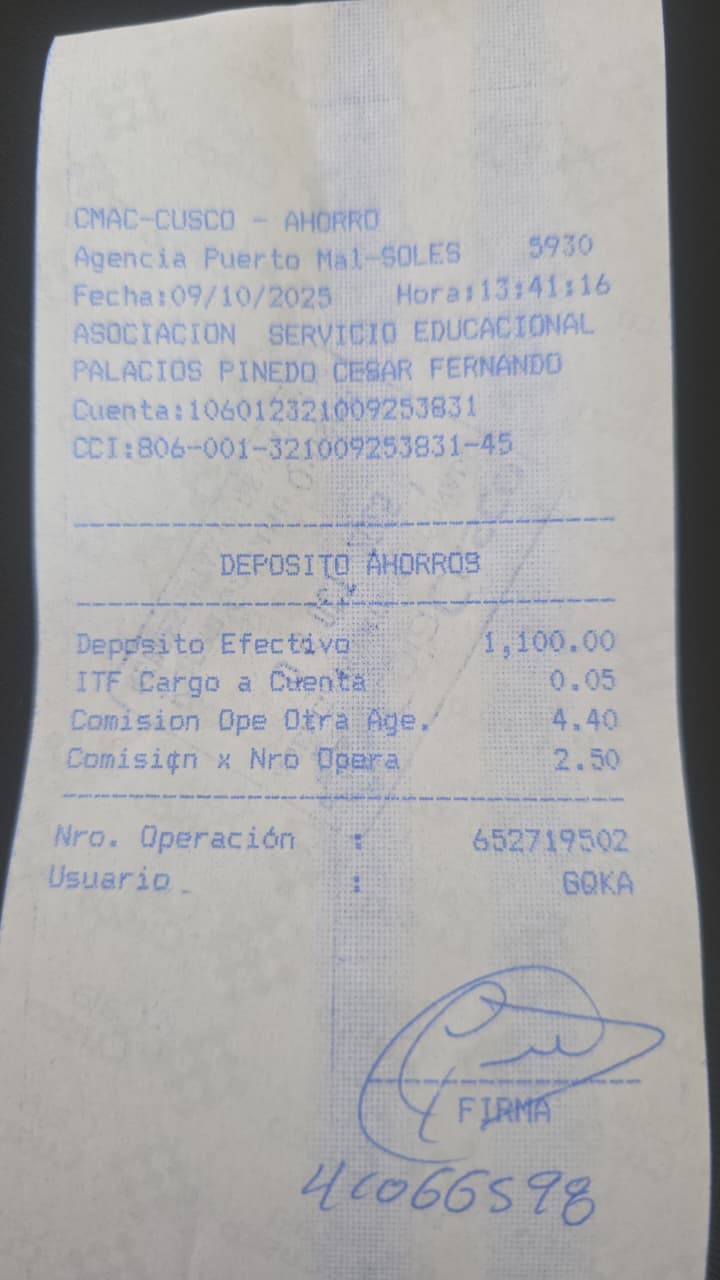 CMAC-CUSCO - AHORRO
Agencia Puerto Mal-SOLES 5930
Fecha:09/10/2025 Hora:13:41:16
ASOCIACION SERVICIO EDUCACIONAL
PALACIOS PINEDO CESAR FERNANDO
Cuenta:106012321009253831
CCI:806-001-321009253831-45
DEPOSITO AHORROS
Deposito Efectivo 1,100.00
ITF Cargo a Cuenta 0.05
Comision Ope Otra Age. 4.40
Comision x Nro Opera 2.50
Nro. Operación : 652719502
Usuario : GQKA
FIRMA